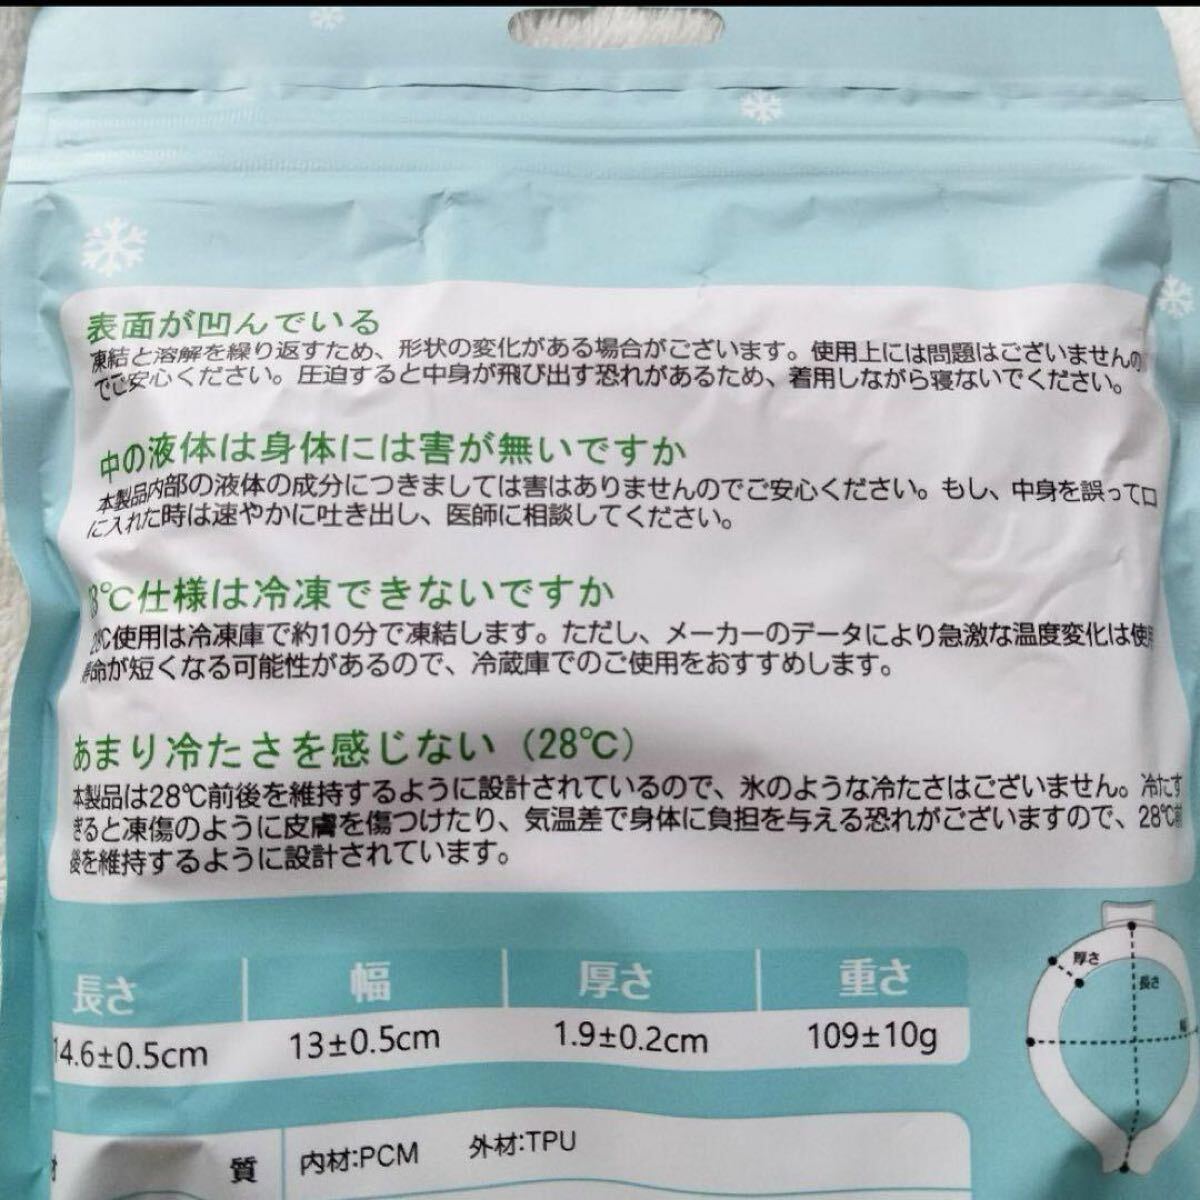 表面が凹んでいる
凍結と溶解を繰り返すため、形状の変化がある場合がございます。使用上には問題はございませんの
でご安心ください。圧迫すると中身が飛び出す恐れがあるため、着用しながら寝ないでください。
中の液体は身体には害が無いですか
本製品内部の液体の成分につきましては害はありませんのでご安心ください。もし、中身を誤って口
に入れた時は速やかに吐き出し、医師に相談してください。
8℃仕様は冷凍できないですか
28℃使用は冷凍庫で約10分で凍結します。ただし、メーカーのデータにより急激な温度変化は使用
寿命が短くなる可能性があるので、冷蔵庫でのご使用をおすすめします。
あまり冷たさを感じない（28℃）
本製品は28℃前後を維持するように設計されているので、氷のような冷たさはございません。冷たす
ぎると凍傷のように皮膚を傷つけたり、気温差で身体に負担を与える恐れがございますので、28℃前
後を維持するように設計されています。
長さ 幅 厚さ 重さ
14.6±0.5cm 13±0.5cm 1.9±0.2cm 109±10g
厚さ
長さ
幅
質 内材:PCM 外材:TPU